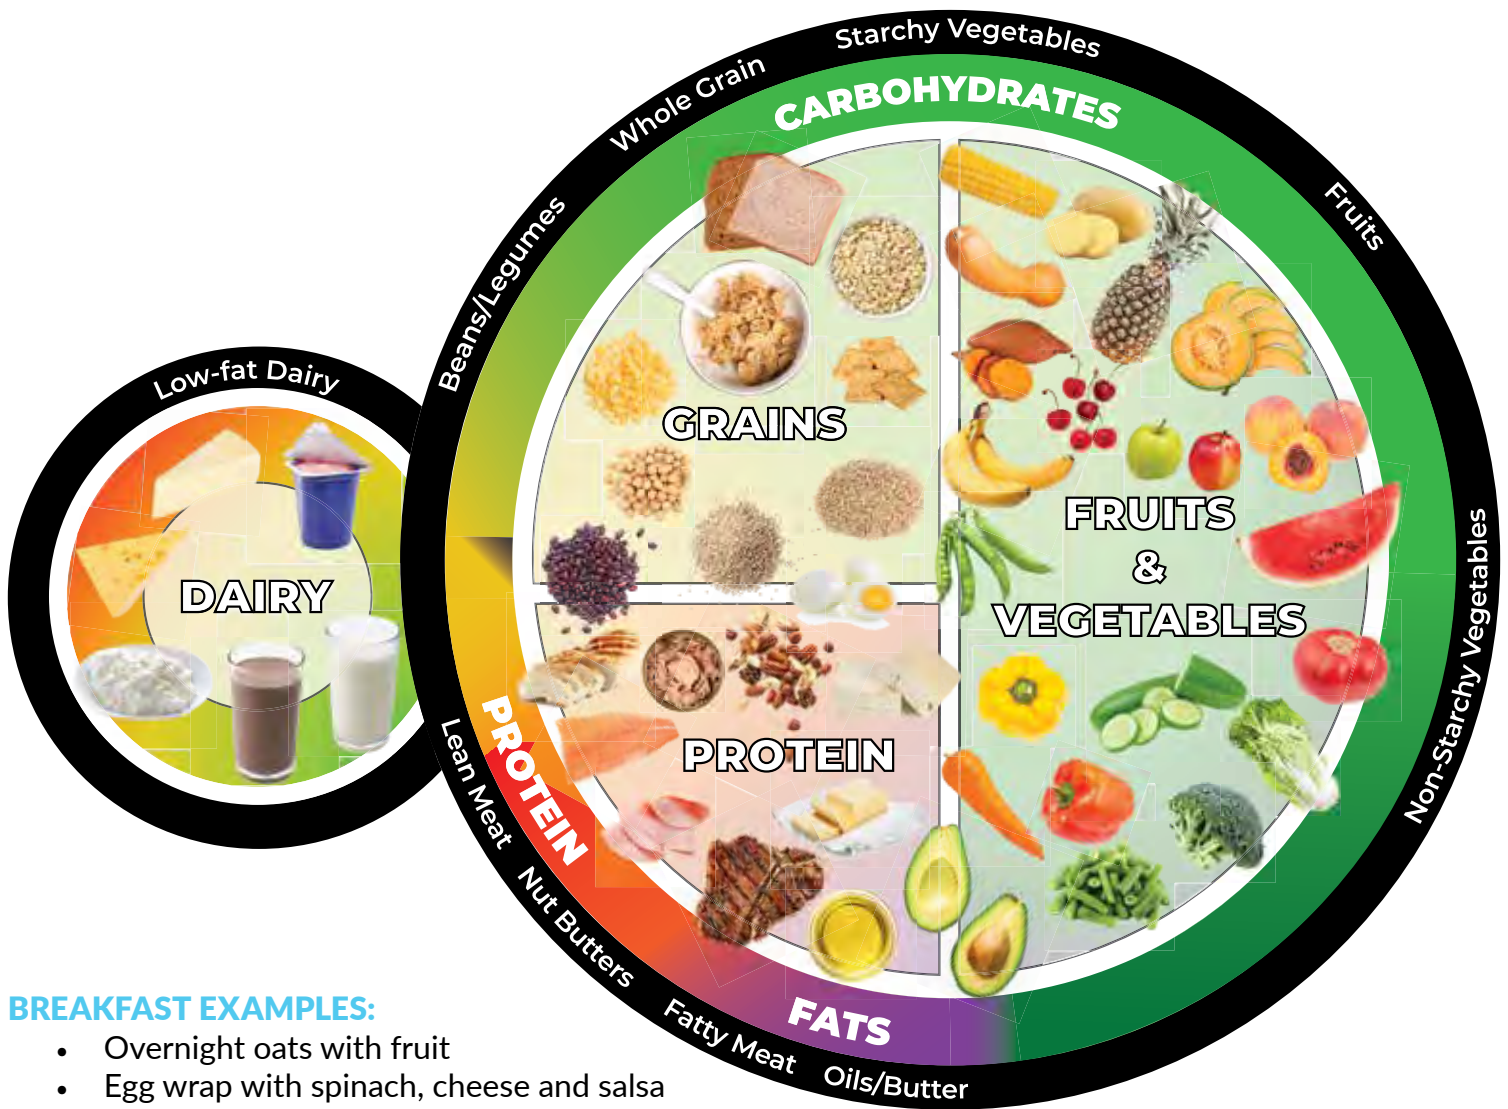 Starchy Vegetables
Whole Grain
CARBOHYDRATES
Fruits
Beans/Legumes
Low-fat Dairy
GRAINS
FRUITS
&
VEGETABLES
DAIRY
Non-Starchy Vegetables
PROTEIN
PROTEIN
Lean Meat
Nut Butters
FATS
Fatty Meat
Oils/Butter
BREAKFAST EXAMPLES:
• Overnight oats with fruit
• Egg wrap with spinach, cheese and salsa